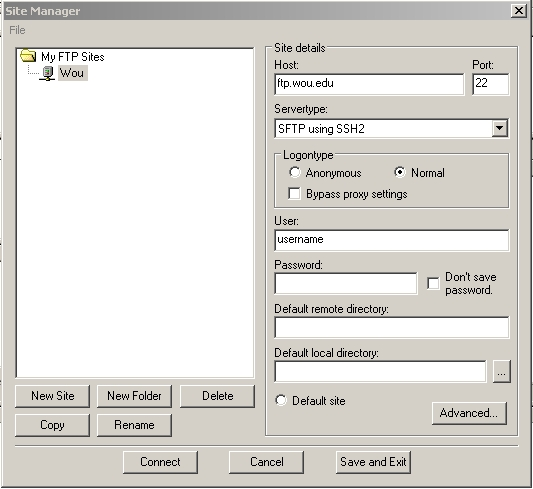 Site Manager
File
My FTP Sites
Wou
New Site
New Folder
Delete
Copy
Rename
Site details
Host:
Port:
ftp.wou.edu
22
Servertype:
SFTP using SSH2
Logontype
Anonymous
Normal
Bypass proxy settings
User:
username
Password:
Don't save
password.
Default remote directory:
Default local directory:
...
Default site
Advanced...
Connect
Cancel
Save and Exit